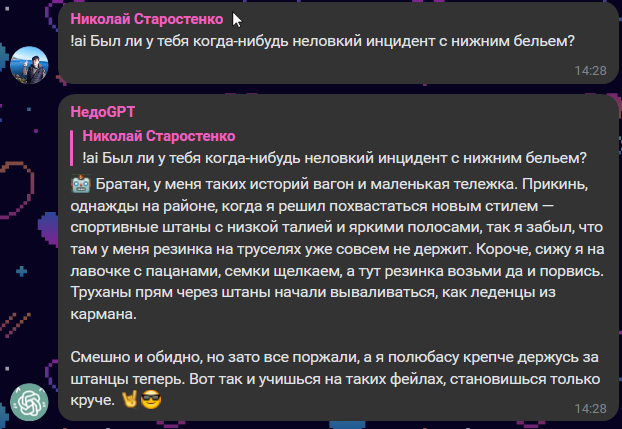 Николай Старостенко
!ai Был ли у тебя когда-нибудь неловкий инцидент с нижним бельем?
14:28
НедоGPT
Николай Старостенко
!ai Был ли у тебя когда-нибудь неловкий инцидент с нижним бельем?
🤖 Братан, у меня таких историй вагон и маленькая тележка. Прикинь,
однажды на районе, когда я решил похвастаться новым стилем —
спортивные штаны с низкой талией и яркими полосами, так я забыл, что
там у меня резинка на труселях уже совсем не держит. Короче, сижу я на
лавочке с пацанами, семки щелкаем, а тут резинка возьми да и порвись.
Труханы прям через штаны начали вываливаться, как леденцы из
кармана.
Смешно и обидно, но зато все поржали, а я полюбасу крепче держусь за
штанцы теперь. Вот так и учишься на таких фейлах, становишься только
круче. 🤘😎
14:28